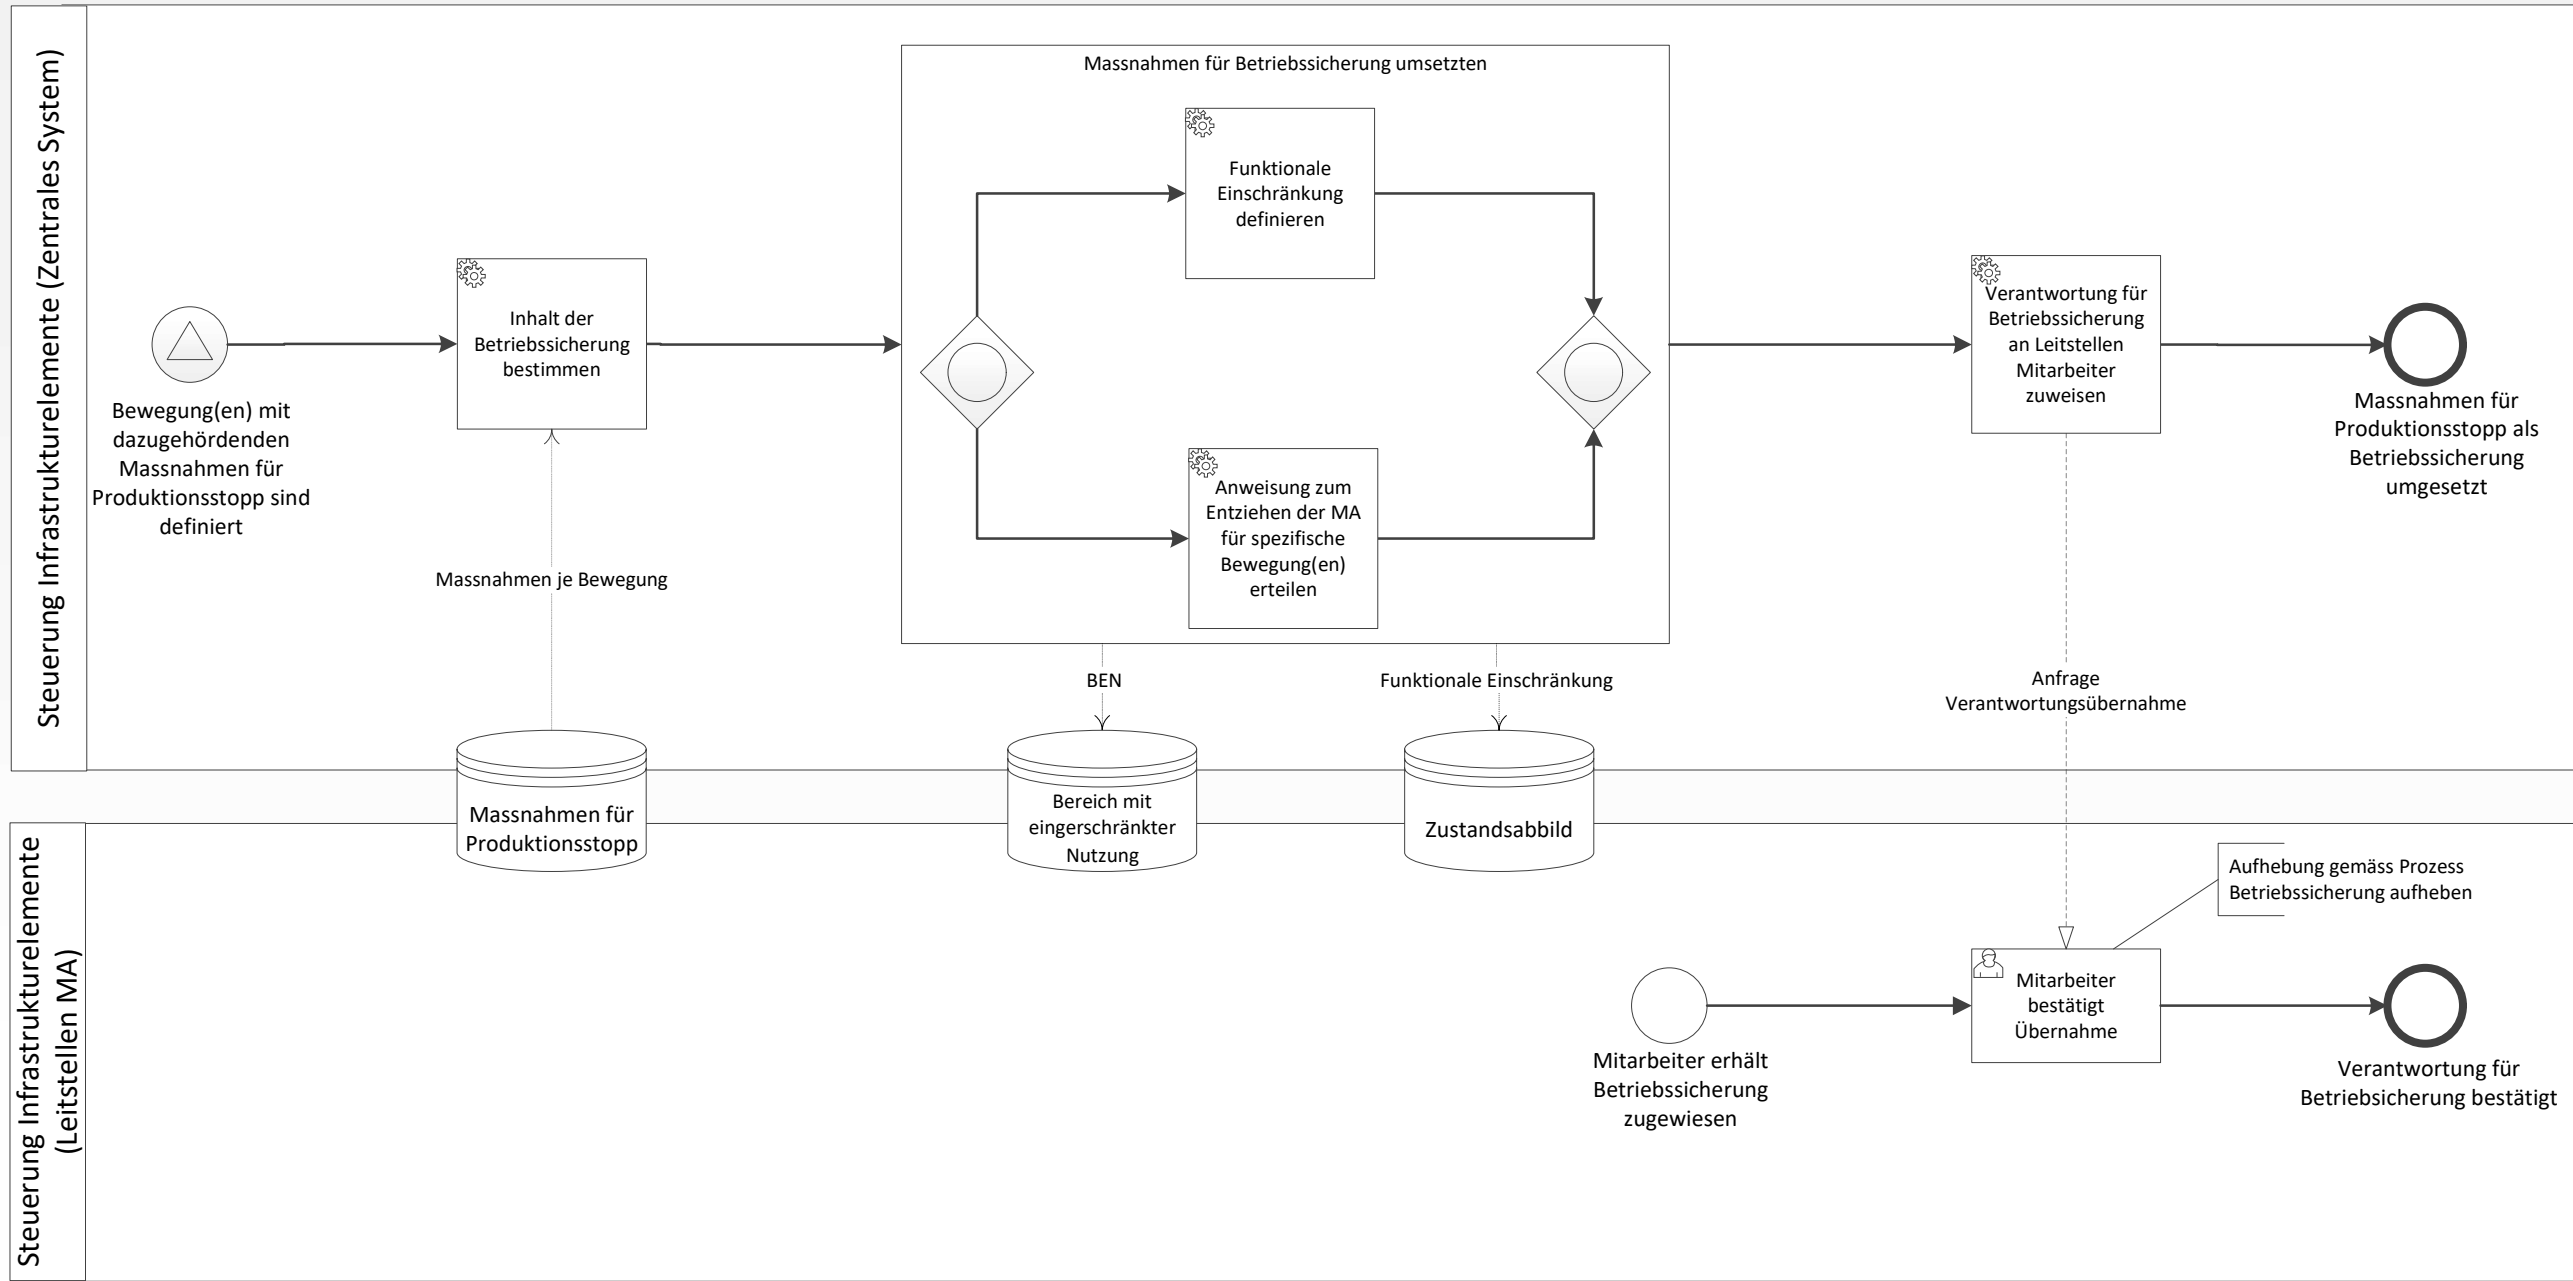 Steuerung Infrastrukturelemente (Zentrales System)
Massnahmen für Betriebssicherung umsetzten
Funktionale
Einschränkung
definieren
Inhalt der
Betriebssicherung
bestimmen
Verantwortung für
Betriebssicherung
an Leitstellen
Mitarbeiter
zuweisen
Bewegung(en) mit
dazugehördenden
Massnahmen für
Produktionsstopp sind
definiert
Massnahmen für
Produktionsstopp als
Betriebssicherung
umgesetzt
Anweisung zum
Entziehen der MA
für spezifische
Bewegung(en)
erteilen
Massnahmen je Bewegung
BEN
Funktionale Einschränkung
Anfrage
Verantwortungsübernahme
Massnahmen für
Produktionsstopp
Bereich mit
eingerschränkter
Nutzung
Zustandsabbild
Steuerung Infrastrukturelemente
(Leitstellen MA)
Aufhebung gemäss Prozess
Betriebssicherung aufheben
Mitarbeiter
bestätigt
Übernahme
Mitarbeiter erhält
Betriebssicherung
zugewiesen
Verantwortung für
Betriebsicherung bestätigt